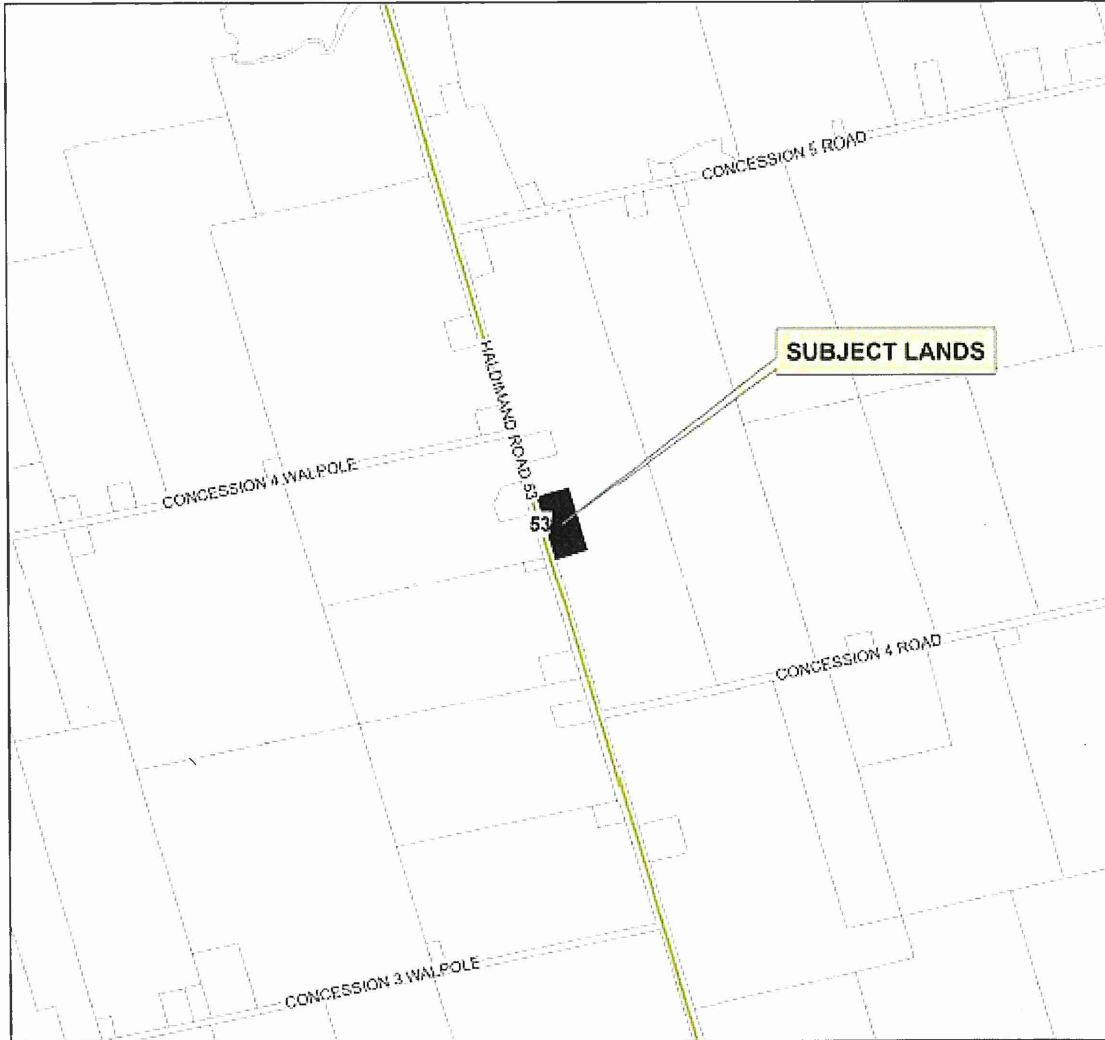 CONCESSION 5 ROAD
SUBJECT LANDS
HALDIMAND ROAD 53
CONCESSION 4 WALPOLE
53
CONCESSION 4 ROAD
CONCESSION 3 WALPOLE